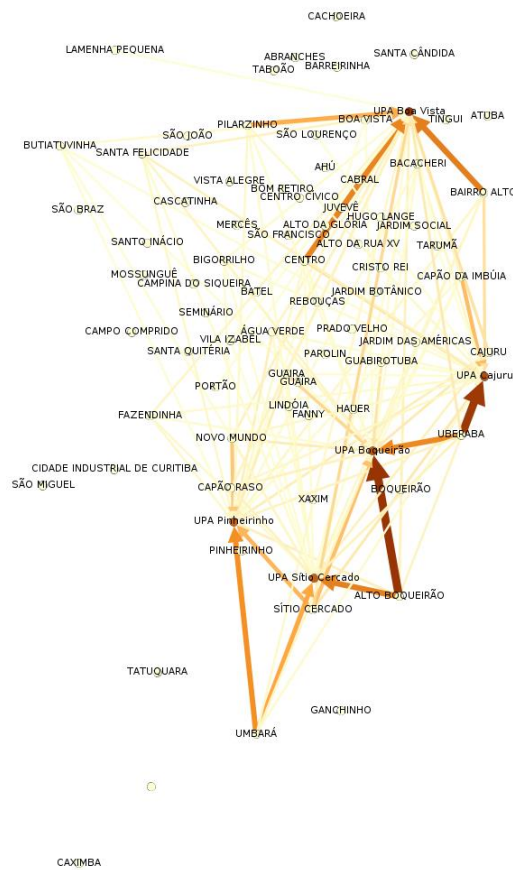 CACHOEIRA
LAMENHA PEQUENA
ABRANCHES
SANTA CÂNDIDA
TABOÃO
BARREIRINHA
UPA Boa Vista
PILARZINHO
BOA VISTA
TINGUI
ATUBA
SÃO JOÃO
SÃO LOURENÇO
BUTIATUVINHA
SANTA FELICIDADE
AHÚ
BACACHERI
VISTA ALEGRE
CABRAL
BOM RETIRO
BAIRRO ALTO
CASCATINHA
CENTRO CÍVICO
SÃO BRAZ
JUVEVÊ
HUGO LANGE
MERCÊS
ALTO DA GLÓRIA
JARDIM SOCIAL
SÃO FRANCISCO
SANTO INÁCIO
ALTO DA RUA XV
TARUMÃ
BIGORRILHO
CENTRO
CRISTO REI
MOSSUNGUÊ
CAMPINA DO SIQUEIRA
CAPÃO DA IMBÚIA
BATEL
JARDIM BOTÂNICO
REBOUÇAS
SEMINÁRIO
CAMPO COMPRIDO
ÁGUA VERDE
PRADO VELHO
VILA IZABEL
JARDIM DAS AMÉRICAS
SANTA QUITÉRIA
PAROLIN
CAJURU
GUABIROTUBA
GUAIRA
UPA Cajuru
GUAÍRA
PORTÃO
LINDÓIA
HAUER
FAZENDINHA
FANNY
NOVO MUNDO
UBERABA
UPA Boqueirão
CIDADE INDUSTRIAL DE CURITIBA
SÃO MIGUEL
CAPÃO RASO
BOQUEIRÃO
XAXIM
UPA Pinheirinho
PINHEIRINHO
UPA Sítio Cercado
ALTO BOQUEIRÃO
SÍTIO CERCADO
TATUQUARA
GANCHINHO
UMBARÁ
CAXIMBA